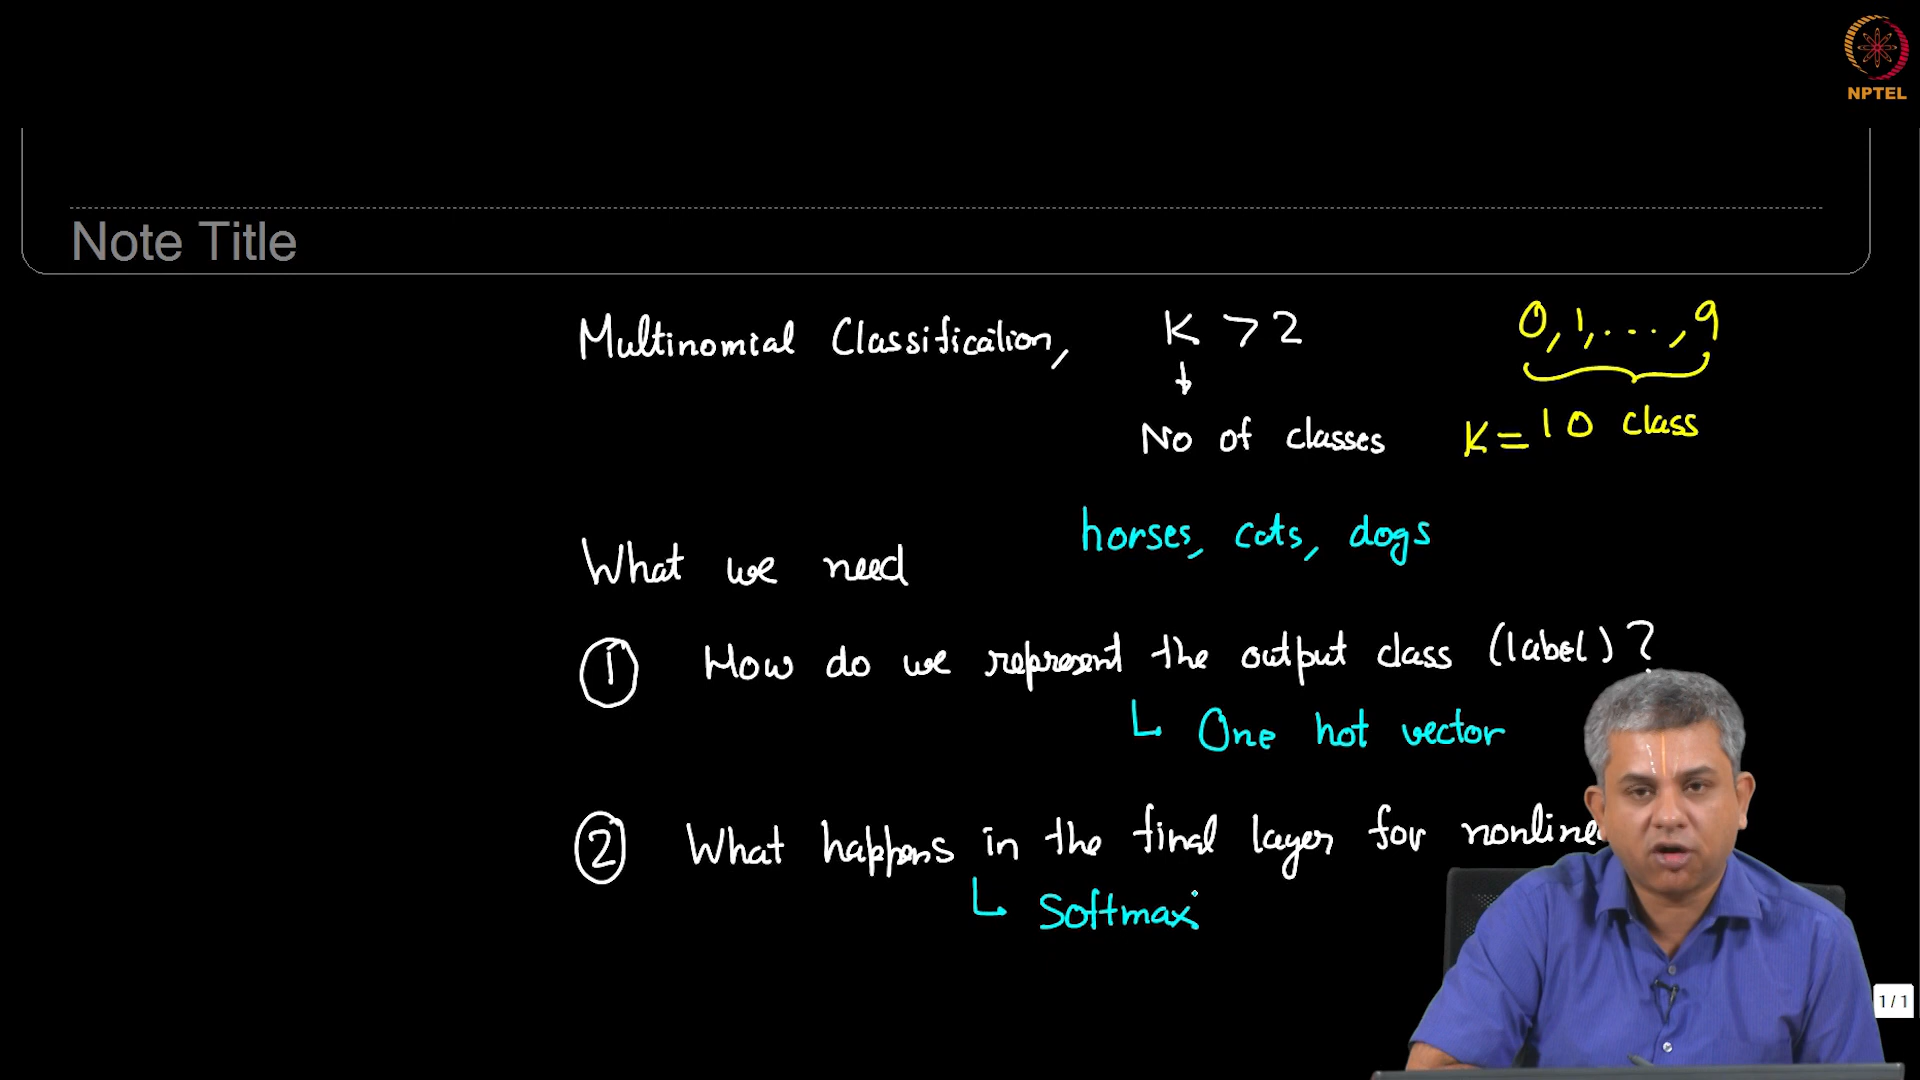 NPTEL
Note Title
Multinomial Classification, K > 2
0, 1, ..., 9
No of classes
K = 10 class
horses, cats, dogs
What we need
① How do we represent the output class (label)?
One hot vector
② What happens in the final layer for
Softmax
1 / 1